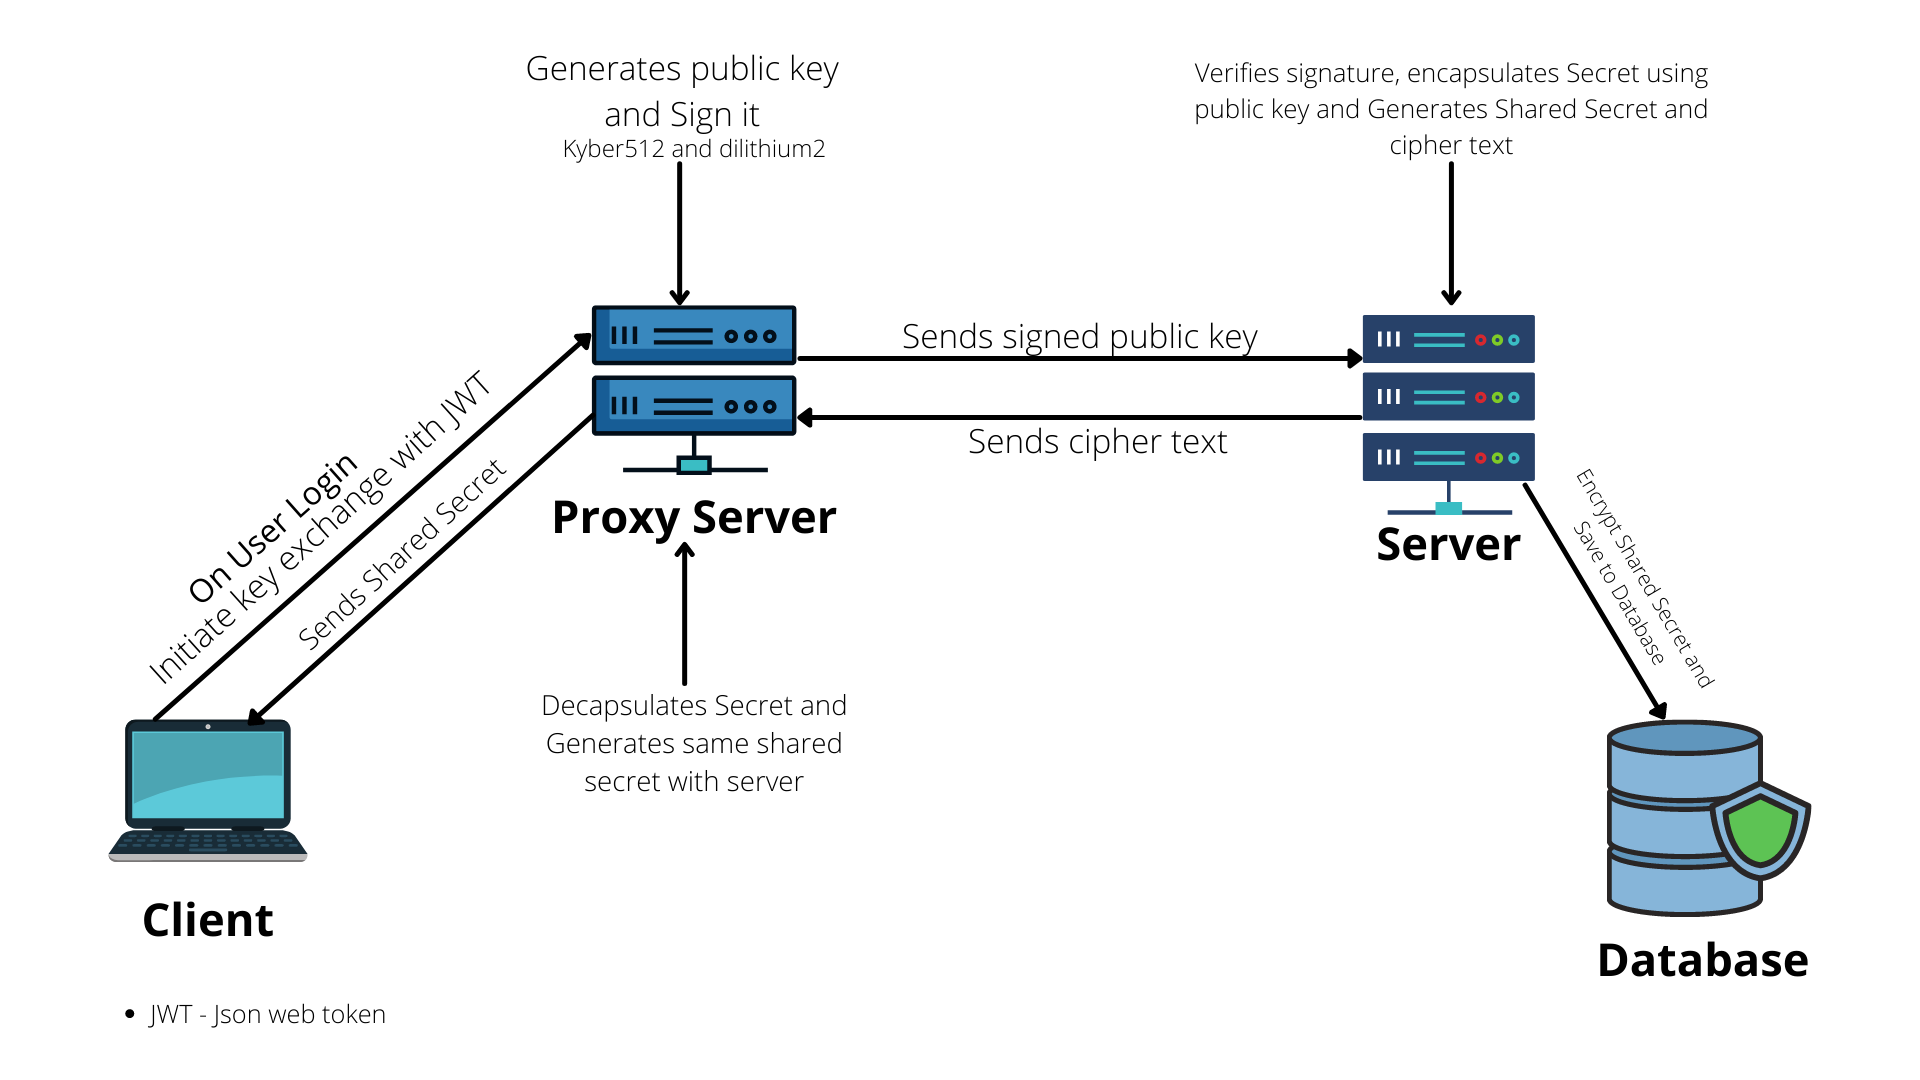 Generates public key
and Sign it
Kyber512 and dilithium2
Verifies signature, encapsulates Secret using
public key and Generates Shared Secret and
cipher text
Sends signed public key
Sends cipher text
On User Login
Initiate key exchange with JWT
Sends Shared Secret
Proxy Server
Server
Encrypt Shared Secret and
Save to Database
Decapsulates Secret and
Generates same shared
secret with server
Client
Database
• JWT - Json web token